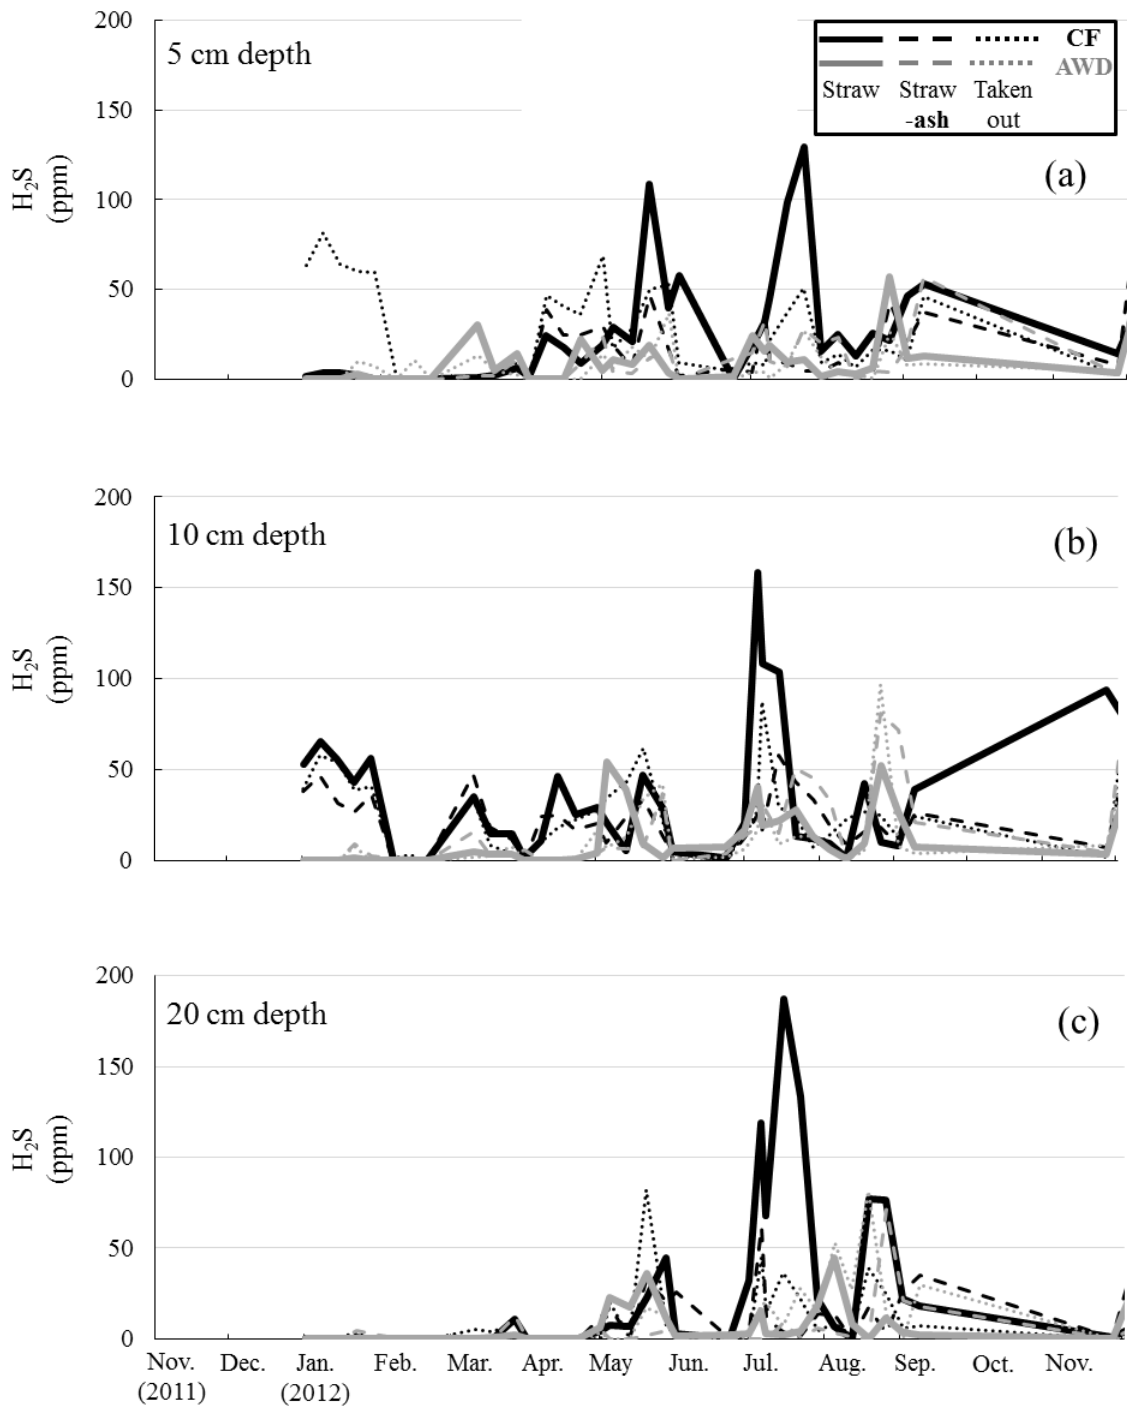 200
5 cm depth
CF
AWD
Straw Straw Taken
-ash out
150
H₂S
(ppm)
(a)
100
50
0
200
10 cm depth
(b)
150
H₂S
(ppm)
100
50
0
200
20 cm depth
(c)
150
H₂S
(ppm)
100
50
0
Nov. Dec. Jan. Feb. Mar. Apr. May Jun. Jul. Aug. Sep. Oct. Nov.
(2011) (2012)